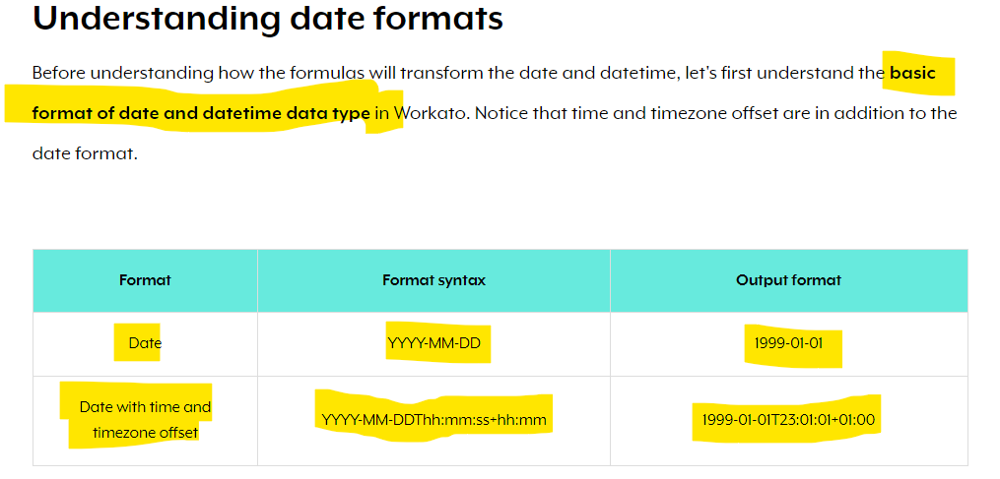 Understanding date formats
Before understanding how the formulas will transform the date and datetime, let's first understand the basic
format of date and datetime data type in Workato. Notice that time and timezone offset are in addition to the
date format.
Format Format syntax Output format
Date YYYY-MM-DD 1999-01-01
Date with time and
timezone offset YYYY-MM-DDThh:mm:ss+hh:mm 1999-01-01T23:01:01+01:00